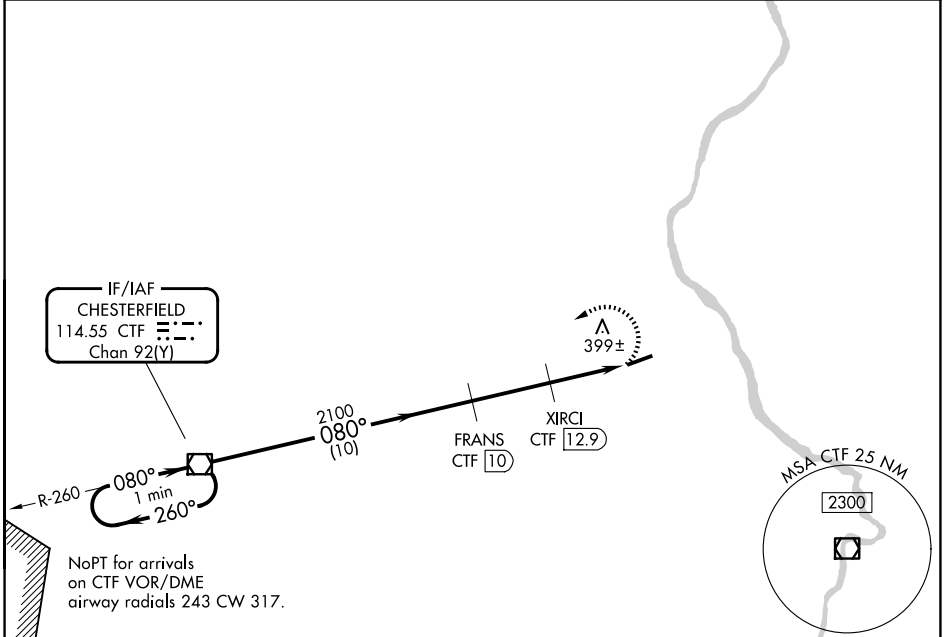 IF/IAF
CHESTERFIELD
114.55 CTF
Chan 92(Y)
399±
2100
080°
(10)
FRANS
CTF 10
XIRCI
CTF 12.9
R-260
080°
1 min
260°
MSA CTF 25 NM
2300
NoPT for arrivals
on CTF VOR/DME
airway radials 243 CW 317.